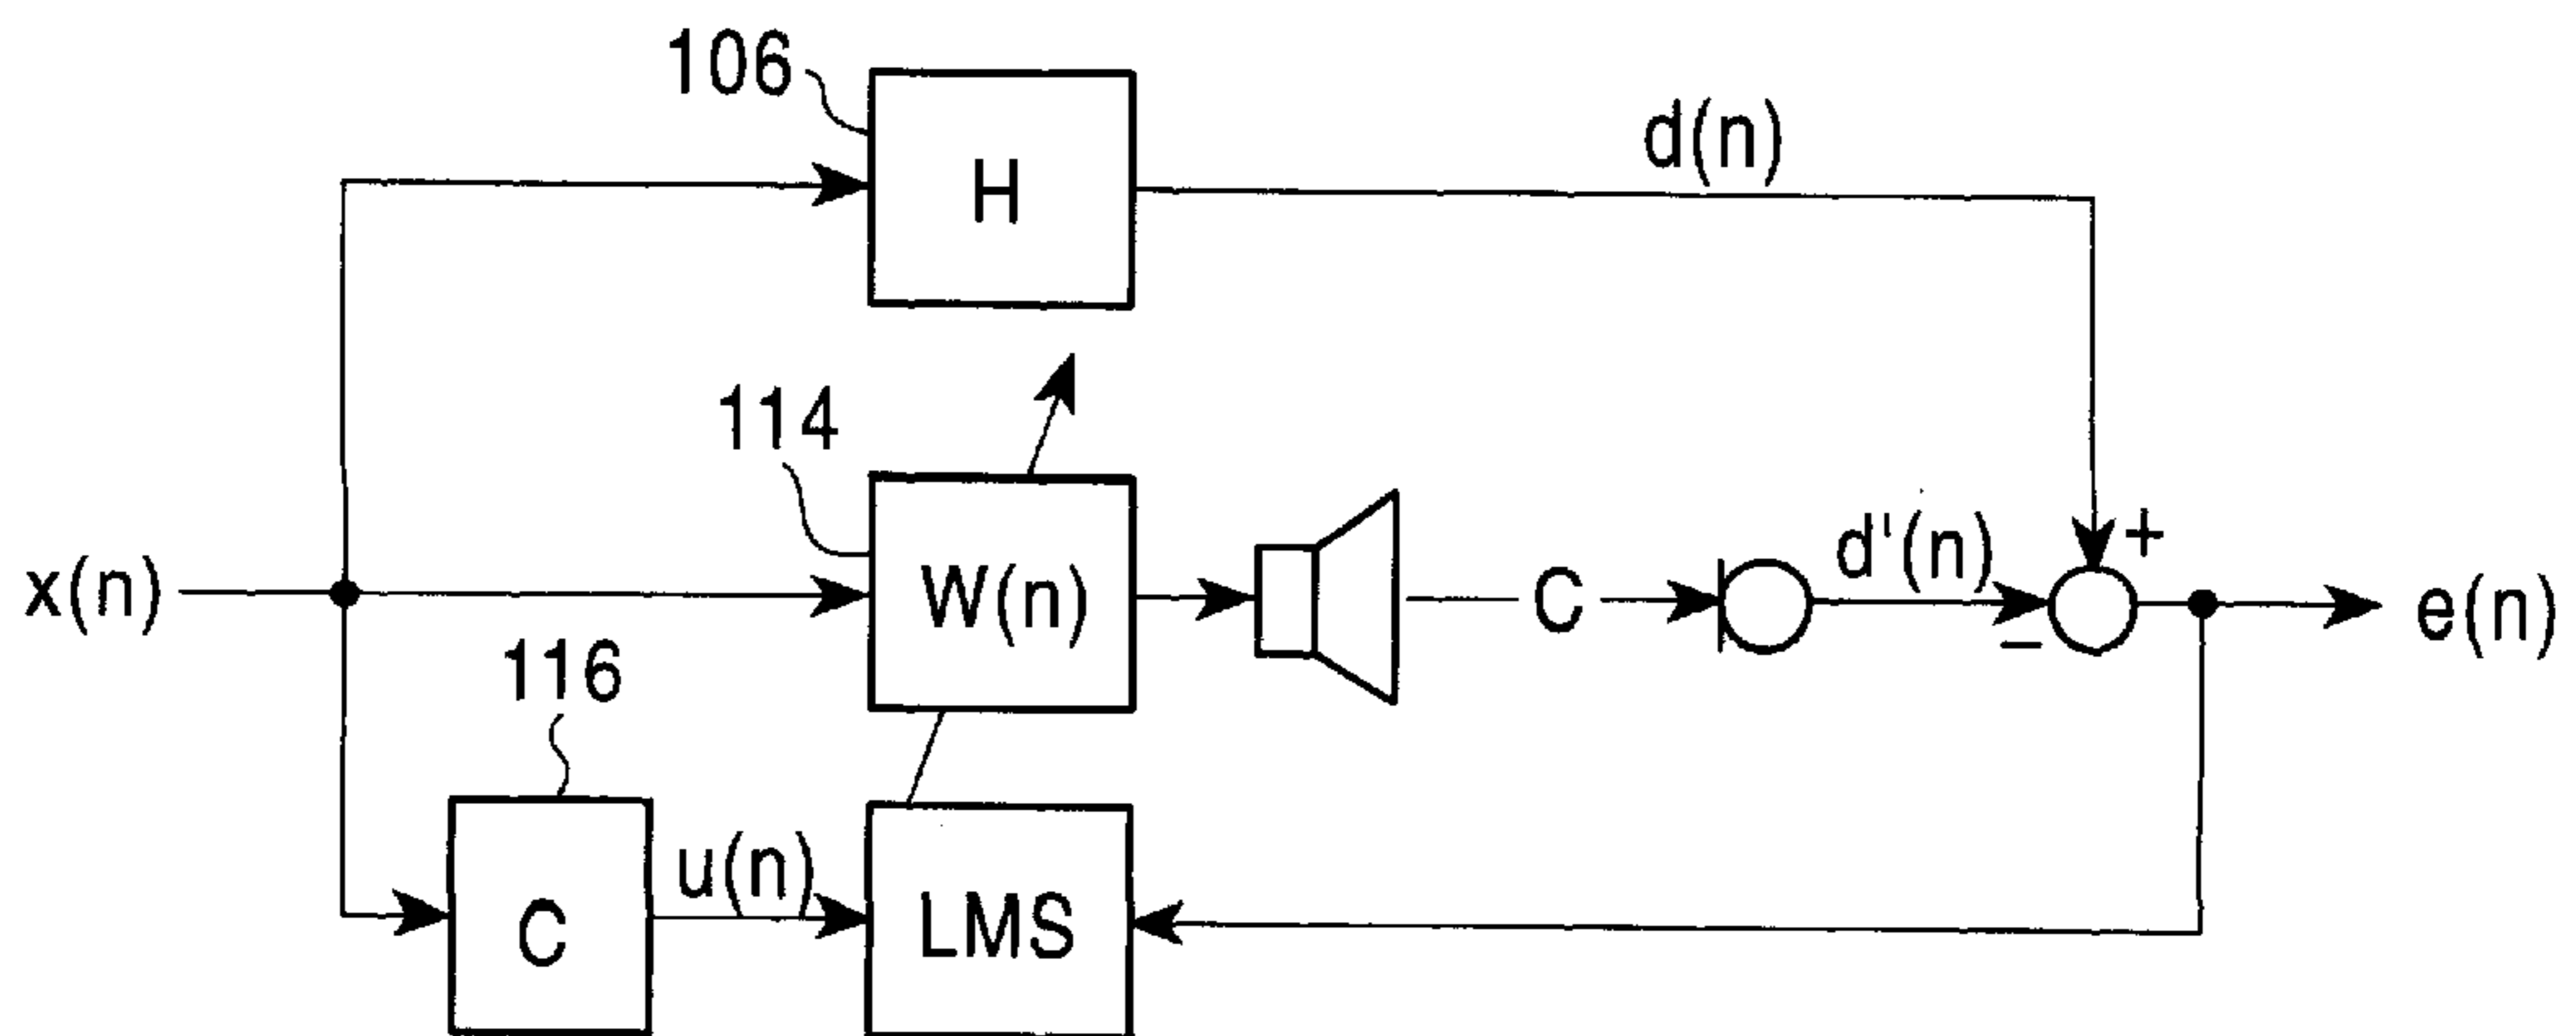 106
H
d(n)
114
x(n)
W(n)
C
d'(n)
+
−
e(n)
116
C
u(n)
LMS